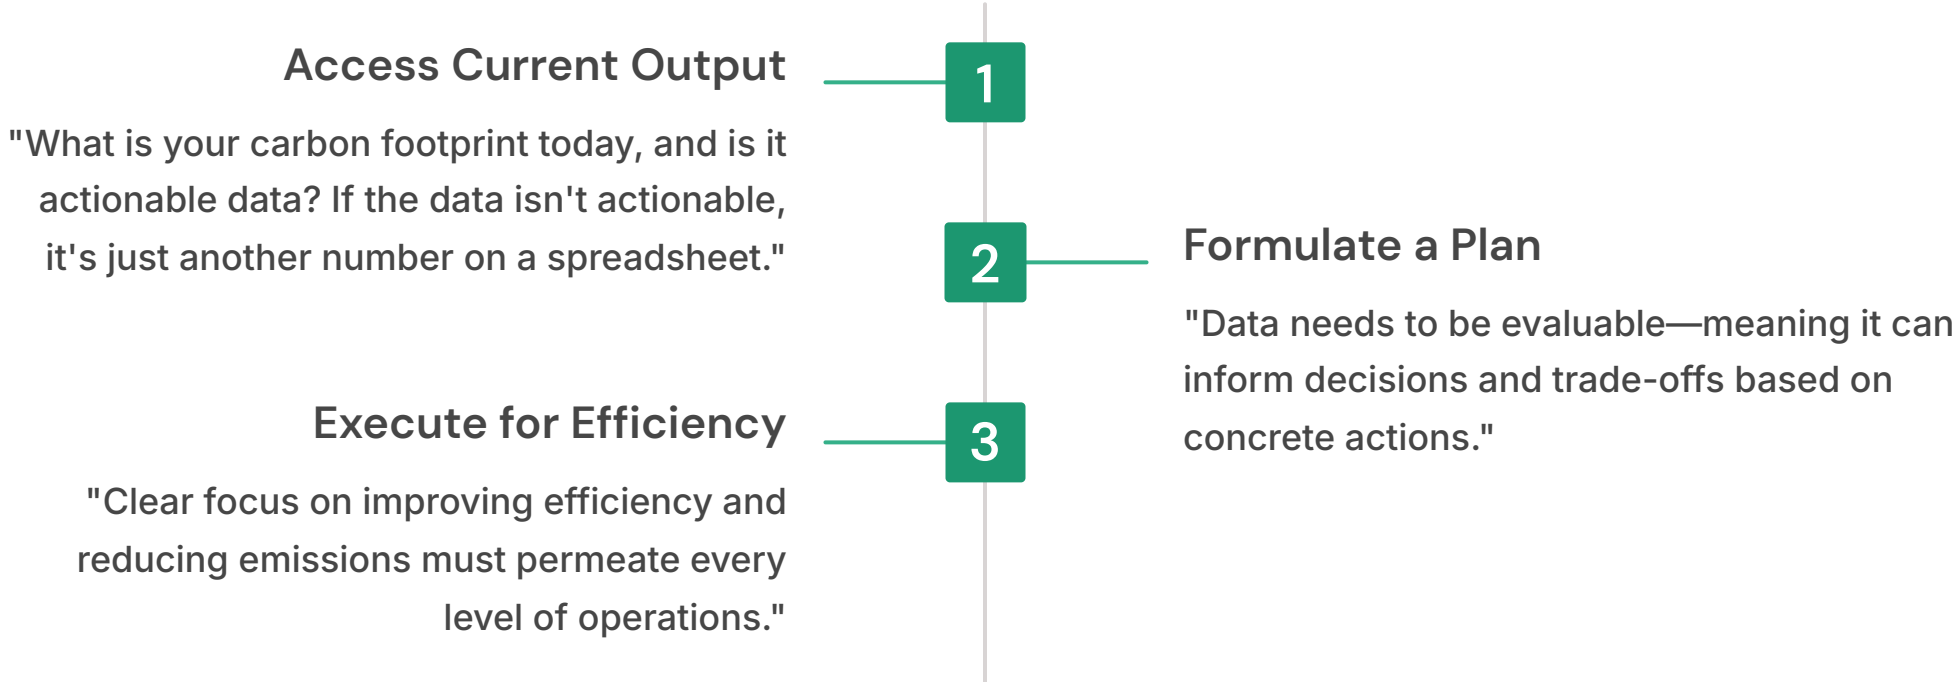 Access Current Output
1
"What is your carbon footprint today, and is it
actionable data? If the data isn't actionable,
it's just another number on a spreadsheet."
2
Formulate a Plan
"Data needs to be evaluable—meaning it can
inform decisions and trade-offs based on
concrete actions."
Execute for Efficiency
3
"Clear focus on improving efficiency and
reducing emissions must permeate every
level of operations."